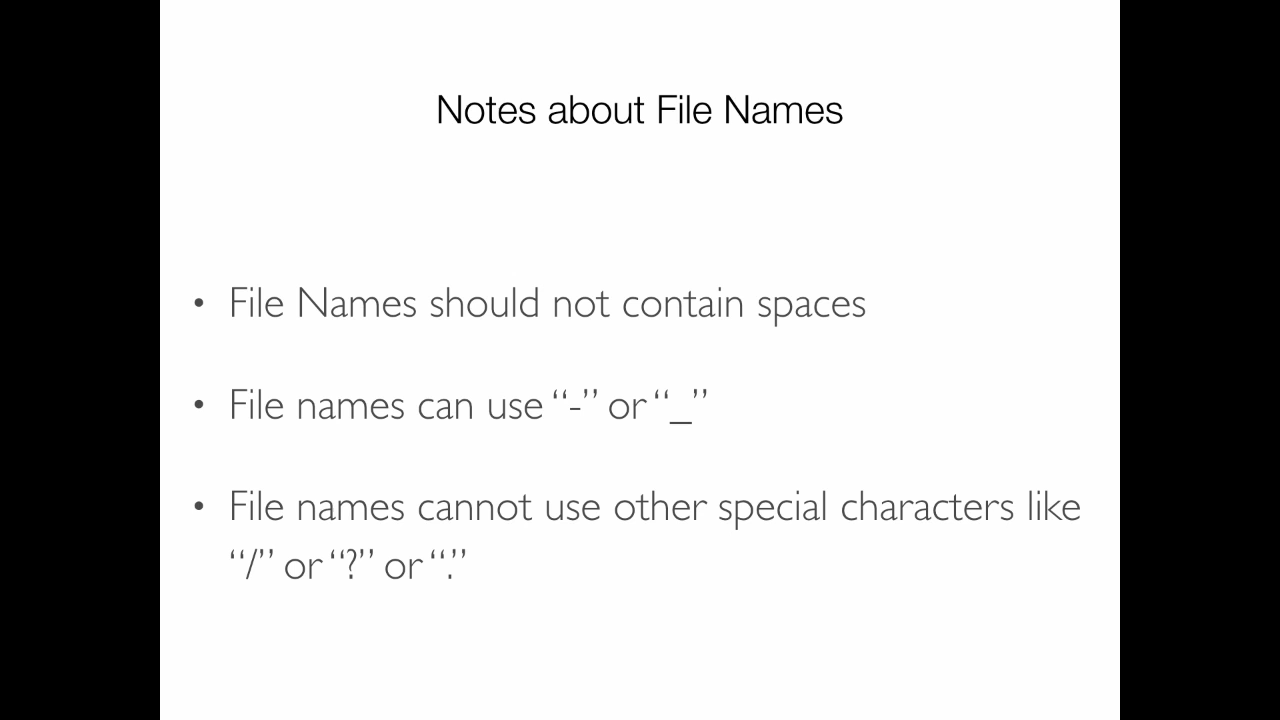 Notes about File Names
• File Names should not contain spaces
• File names can use “-” or “_”
• File names cannot use other special characters like
“/” or “?” or “.”